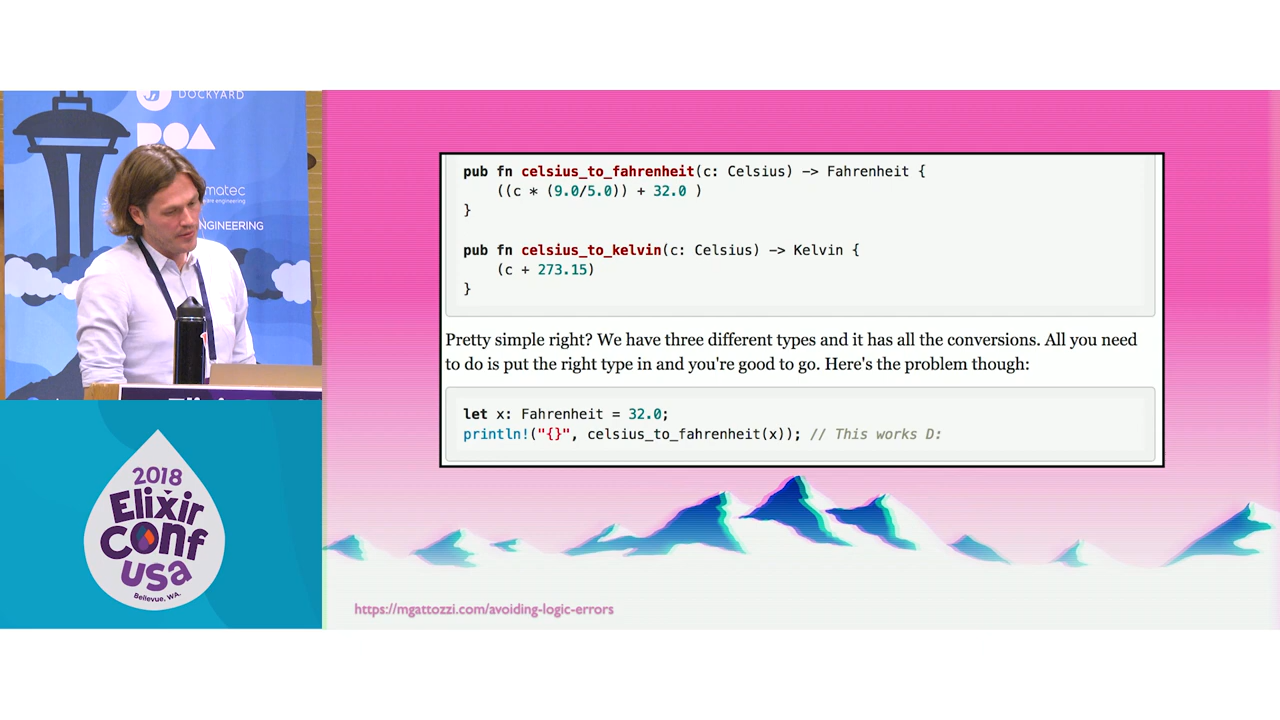 DOCKYARD
ROA
matec
NGINEERING
2018
Elixir
Conf
USA
Bellevue, WA.
pub fn celsius_to_fahrenheit(c: Celsius) -> Fahrenheit {
((c * (9.0/5.0)) + 32.0 )
}
pub fn celsius_to_kelvin(c: Celsius) -> Kelvin {
(c + 273.15)
}
Pretty simple right? We have three different types and it has all the conversions. All you need
to do is put the right type in and you're good to go. Here's the problem though:
let x: Fahrenheit = 32.0;
println!("{}", celsius_to_fahrenheit(x)); // This works D:
https://mgattozzi.com/avoiding-logic-errors